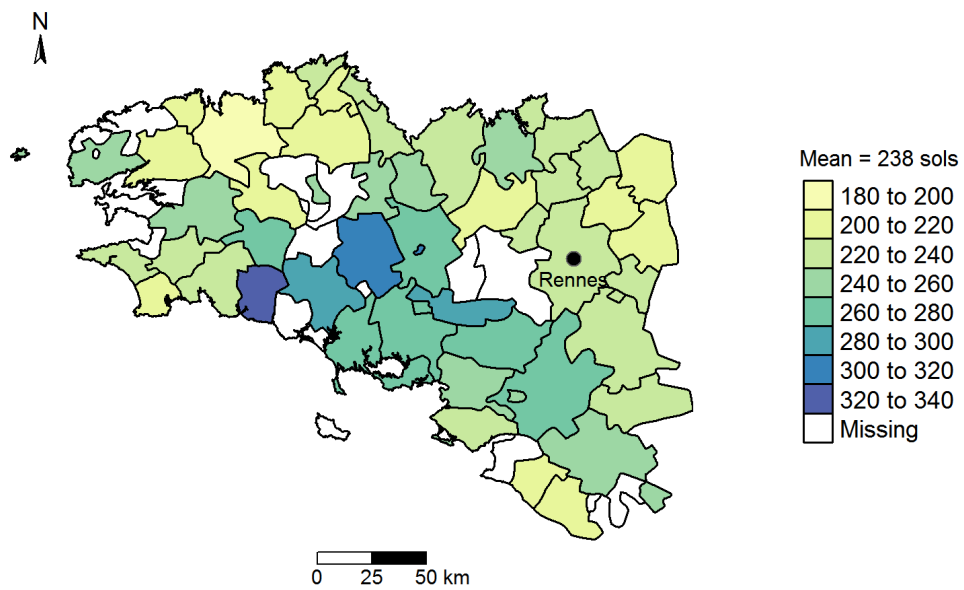 N
Mean = 238 sols
180 to 200
200 to 220
220 to 240
240 to 260
260 to 280
280 to 300
300 to 320
320 to 340
Missing
Rennes
0 25 50 km